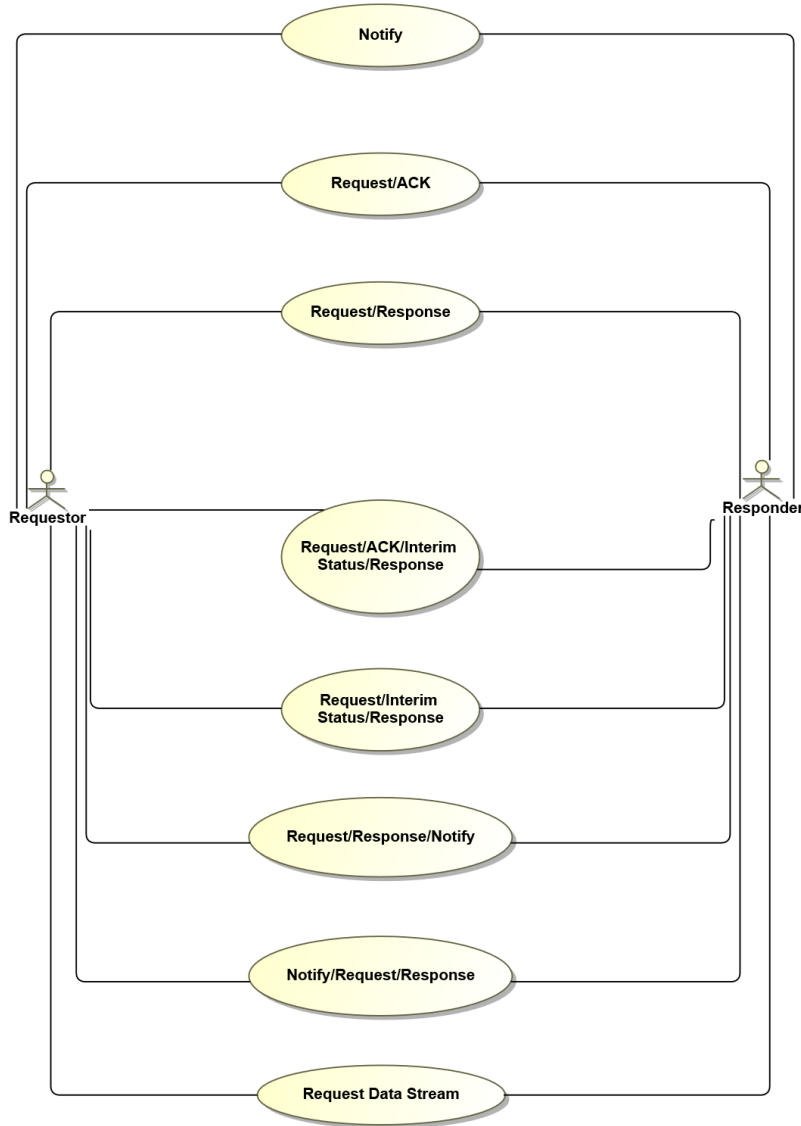 Notify
Request/ACK
Request/Response
Requestor
Responder
Request/ACK/Interim
Status/Response
Request/Interim
Status/Response
Request/Response/Notify
Notify/Request/Response
Request Data Stream